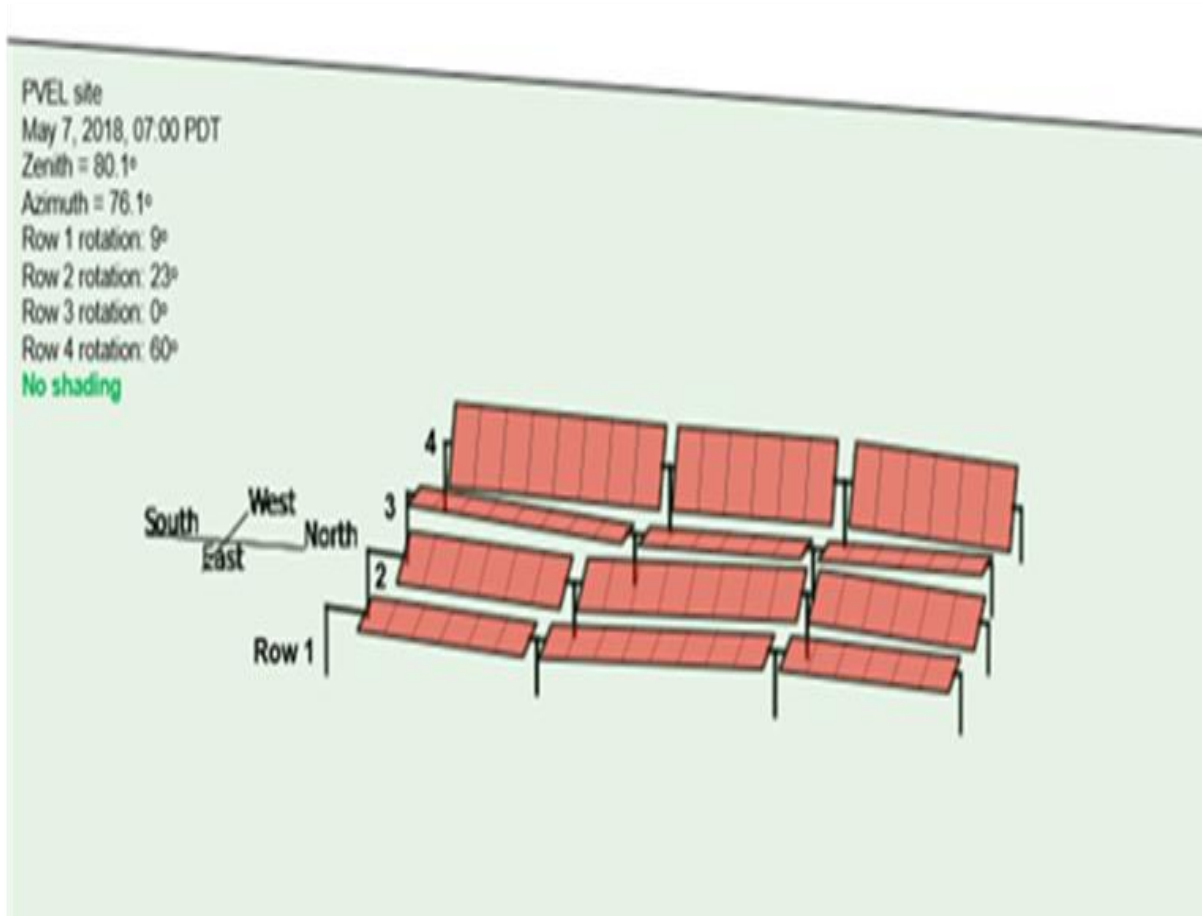 PVEL site
May 7, 2018, 07:00 PDT
Zenith = 80.1º
Azimuth = 76.1º
Row 1 rotation: 9º
Row 2 rotation: 23º
Row 3 rotation: 0º
Row 4 rotation: 60º
No shading
4
3
West
South
North
East
2
Row 1